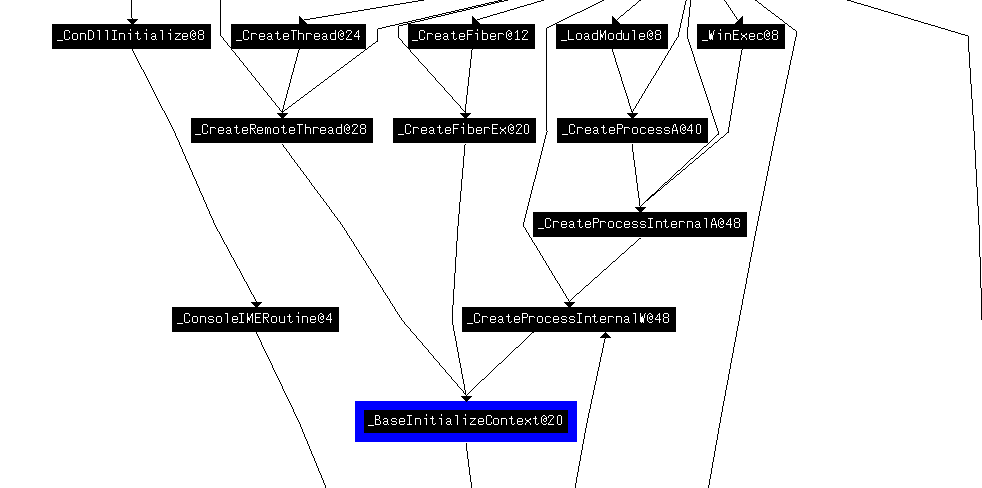 _ConDllInitialize@8
_CreateThread@24
_CreateFiber@12
_LoadModule@8
_WinExec@8
_CreateRemoteThread@28
_CreateFiberEx@20
_CreateProcessA@40
_CreateProcessInternalA@48
_ConsoleIMERoutine@4
_CreateProcessInternalW@48
_BaseInitializeContext@20